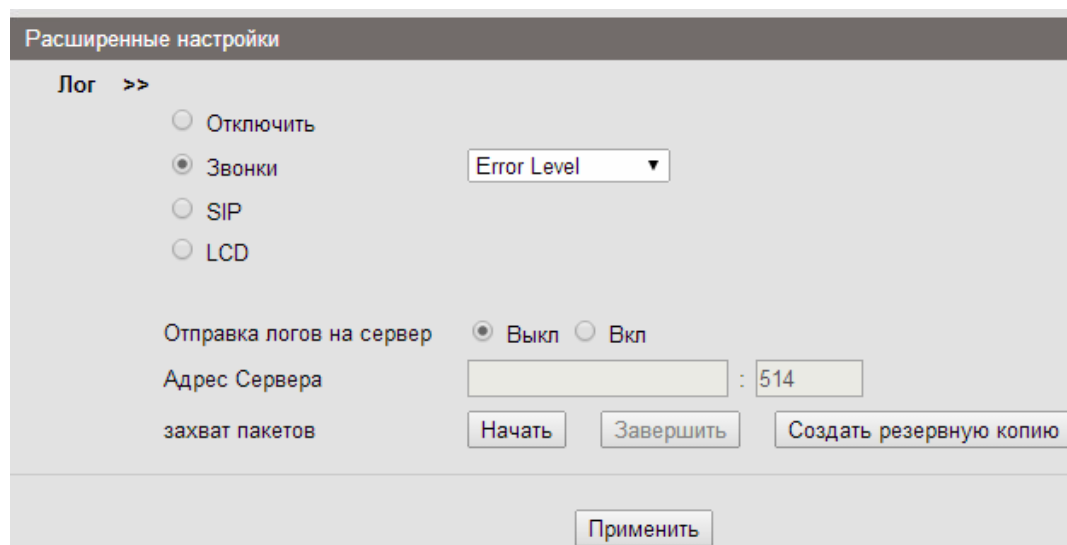 Расширенные настройки
Лог >>
Отключить
Звонки Error Level
SIP
LCD
Отправка логов на сервер Выкл Вкл
Адрес Сервера : 514
захват пакетов Начать Завершить Создать резервную копию
Применить